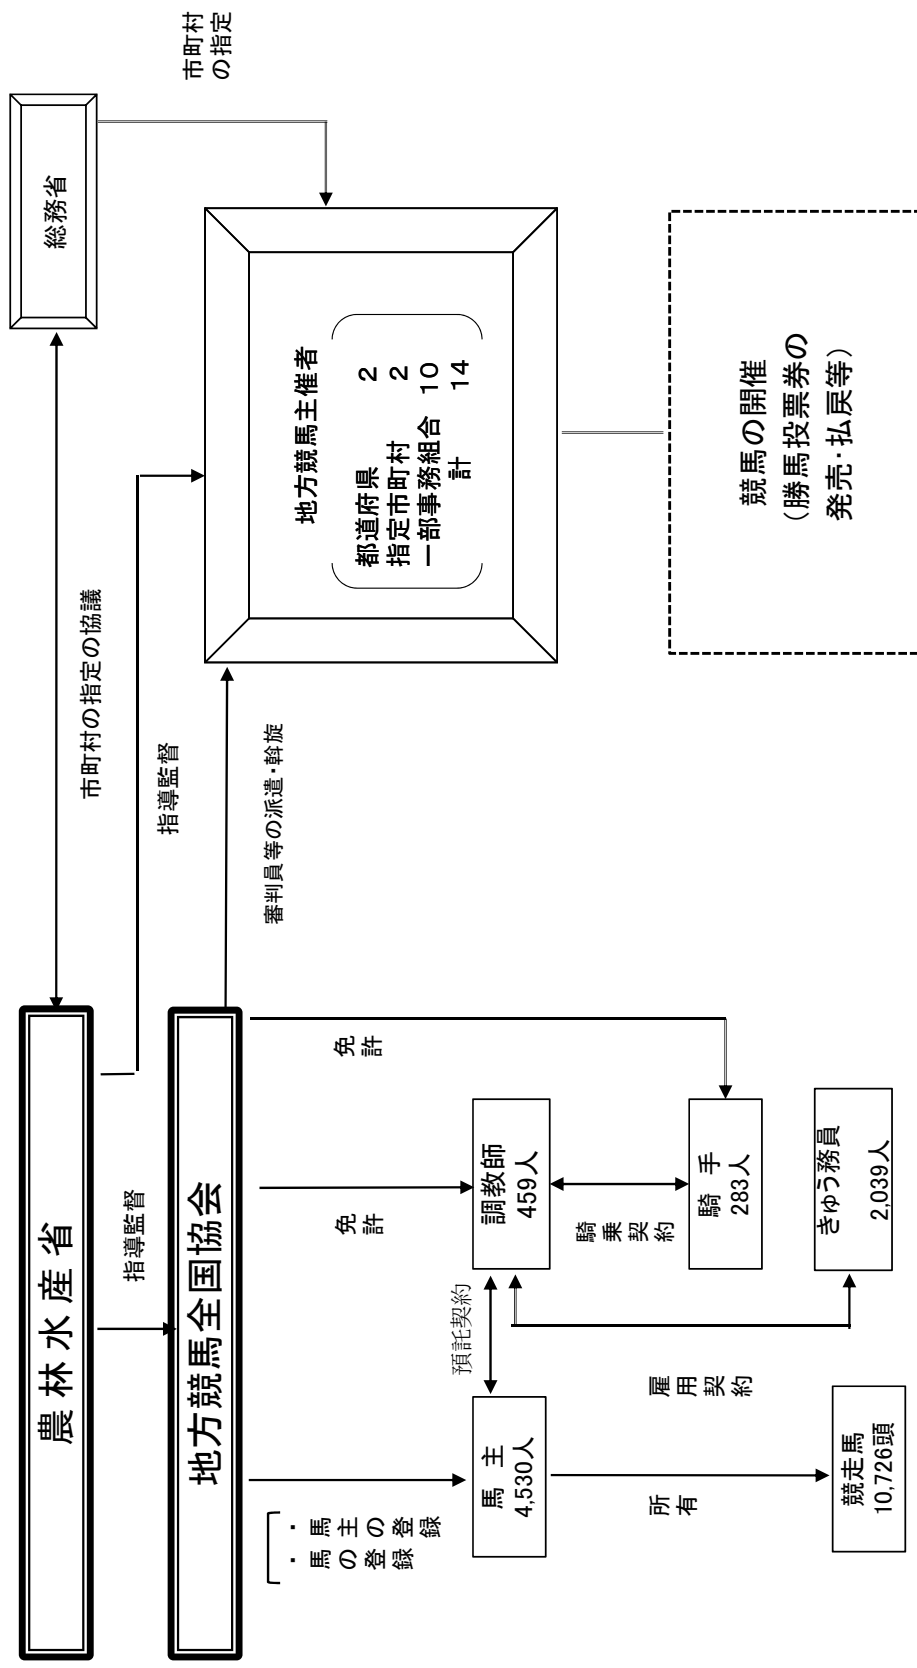 農林水産省
総務省
市町村の指定の協議
市町村
の指定
指導監督
指導監督
地方競馬全国協会
審判員等の派遣・斡旋
地方競馬主催者
都道府県 2
指定市町村 2
一部事務組合 10
計 14
・馬主の登録
・馬の登録
免許
免許
馬主
4,530人
預託契約
調教師
459人
騎乗契約
騎手
283人
雇用契約
きゅう務員
2,039人
所有
競走馬
10,726頭
競馬の開催
(勝馬投票券の
発売・払戻等)